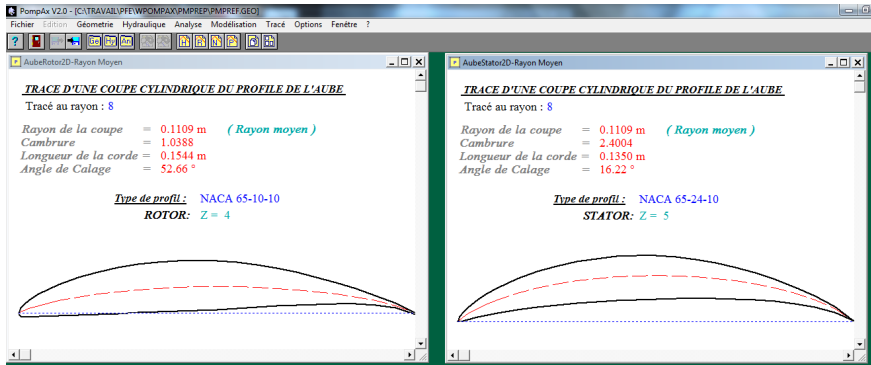 PompAx V2.0 - [C:\TRAVAIL\PFE\WPOMPAX\PMPREP\PMPREF.GEO]
Fichier Edition Géometrie Hydraulique Analyse Modélisation Tracé Options Fenêtre ?
? Ge Hy An H R N P
AubeRotor2D-Rayon Moyen
TRACE D'UNE COUPE CYLINDRIQUE DU PROFILE DE L'AUBE
Tracé au rayon : 8
Rayon de la coupe = 0.1109 m ( Rayon moyen )
Cambrure = 1.0388
Longueur de la corde = 0.1544 m
Angle de Calage = 52.66 °
Type de profil : NACA 65-10-10
ROTOR: Z = 4
AubeStator2D-Rayon Moyen
TRACE D'UNE COUPE CYLINDRIQUE DU PROFILE DE L'AUBE
Tracé au rayon : 8
Rayon de la coupe = 0.1109 m ( Rayon moyen )
Cambrure = 2.4004
Longueur de la corde = 0.1350 m
Angle de Calage = 16.22 °
Type de profil : NACA 65-24-10
STATOR: Z = 5